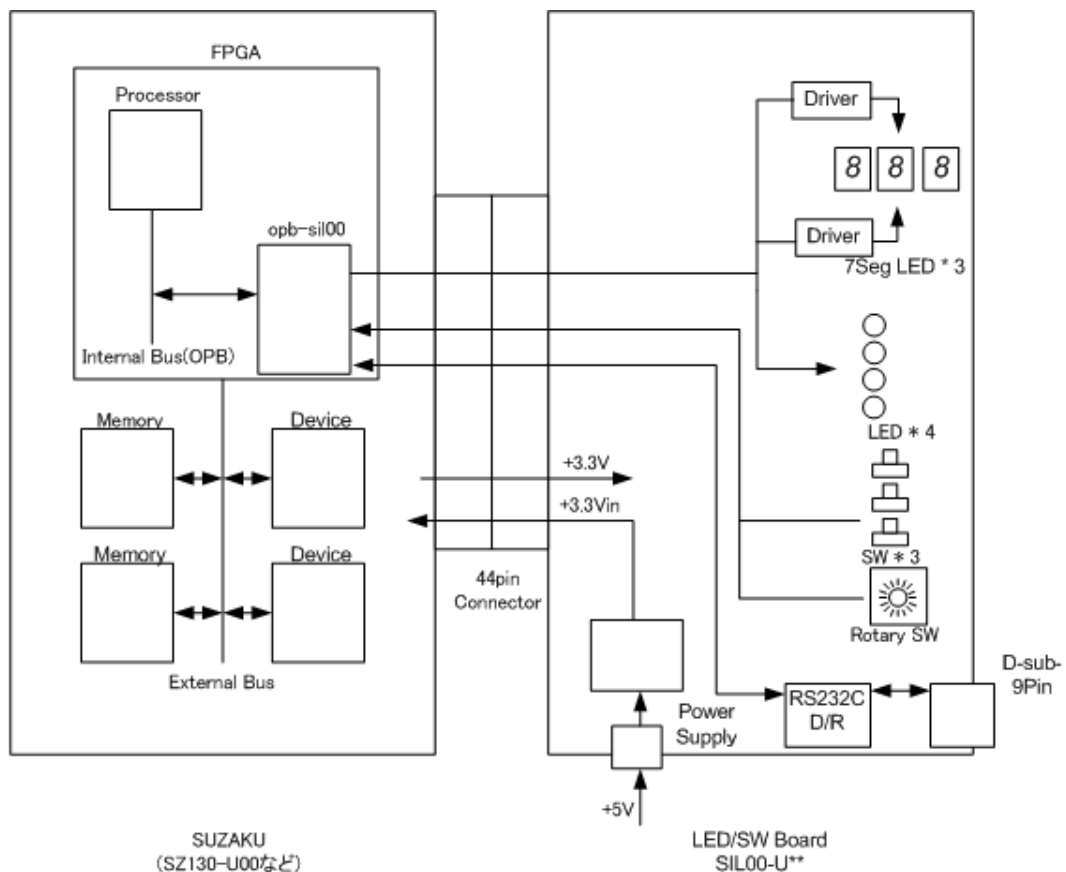 FPGA
Processor
opb-sil00
Internal Bus(OPB)
Memory
Device
Memory
Device
External Bus
SUZAKU
(SZ130-U00など)
+3.3V
+3.3Vin
44pin
Connector
Driver
8 8 8
Driver
7Seg LED * 3
LED * 4
SW * 3
Rotary SW
D-sub-
9Pin
RS232C
D/R
Power
Supply
+5V
LED/SW Board
SIL00-U**